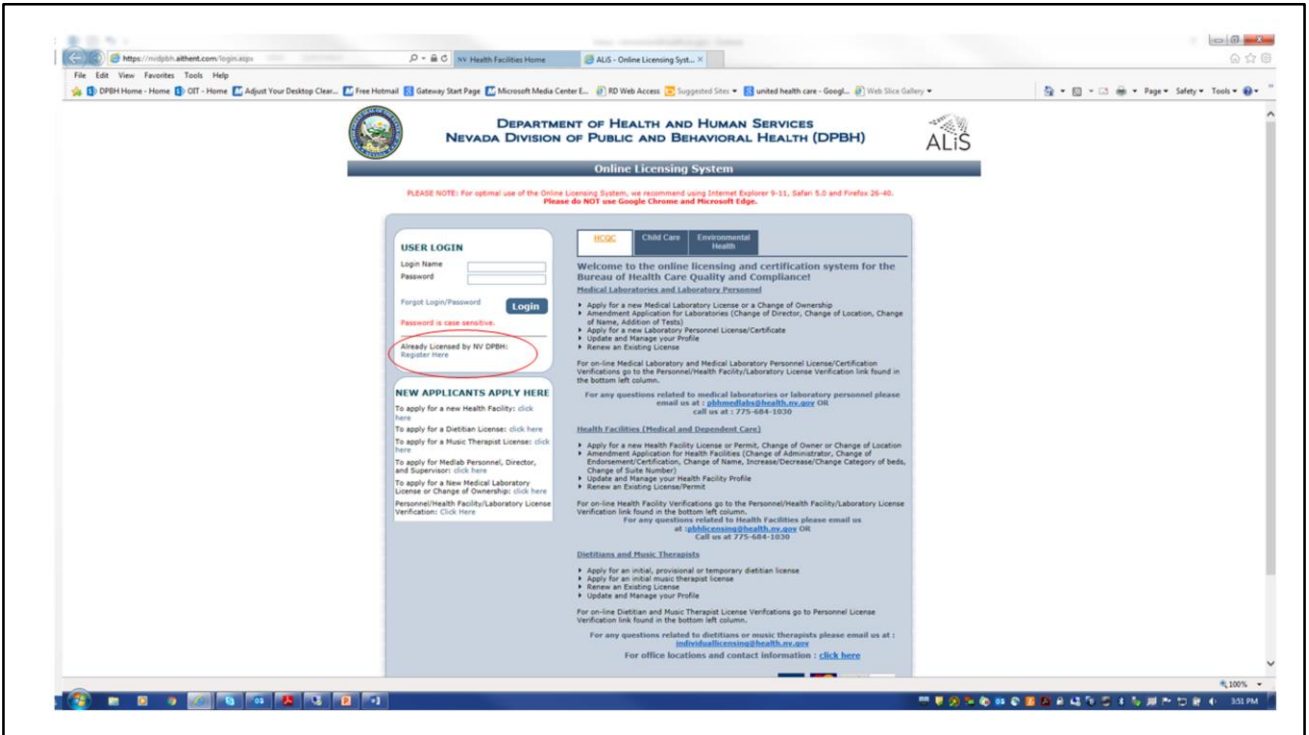 https://nvdpbh.aithent.com/login.aspx
NV Health Facilities Home
ALiS - Online Licensing Syst...
File Edit View Favorites Tools Help
DPBH Home - Home OIT - Home Adjust Your Desktop Clear... Free Hotmail Gateway Start Page Microsoft Media Center E... RD Web Access Suggested Sites united health care - Googl... Web Slice Gallery
Page Safety Tools
DEPARTMENT OF HEALTH AND HUMAN SERVICES
NEVADA DIVISION OF PUBLIC AND BEHAVIORAL HEALTH (DPBH)
ALiS
Online Licensing System
PLEASE NOTE: For optimal use of the Online Licensing System, we recommend using Internet Explorer 9-11, Safari 5.0 and Firefox 26-40.
Please do NOT use Google Chrome and Microsoft Edge.
USER LOGIN
Login Name
Password
Forgot Login/Password
Login
Password is case sensitive.
Already Licensed by NV DPBH:
Register Here
NEW APPLICANTS APPLY HERE
To apply for a new Health Facility: click
here
To apply for a Dietitian License: click here
To apply for a Music Therapist License: click
here
To apply for Medlab Personnel, Director,
and Supervisor: click here
To apply for a New Medical Laboratory
License or Change of Ownership: click here
Personnel/Health Facility/Laboratory License
Verification: Click Here
HCQC
Child Care
Environmental
Health
Welcome to the online licensing and certification system for the
Bureau of Health Care Quality and Compliance!
Medical Laboratories and Laboratory Personnel
Apply for a new Medical Laboratory License or a Change of Ownership
Amendment Application for Laboratories (Change of Director, Change of Location, Change
of Name, Addition of Tests)
Apply for a new Laboratory Personnel License/Certificate
Update and Manage your Profile
Renew an Existing License
For on-line Medical Laboratory and Medical Laboratory Personnel License/Certification
Verifications go to the Personnel/Health Facility/Laboratory License Verification link found in
the bottom left column.
For any questions related to medical laboratories or laboratory personnel please
email us at : pbhmedlabs@health.nv.gov OR
call us at : 775-684-1030
Health Facilities (Medical and Dependent Care)
Apply for a new Health Facility License or Permit, Change of Owner or Change of Location
Amendment Application for Health Facilities (Change of Administrator, Change of
Endorsement/Certification, Change of Name, Increase/Decrease/Change Category of beds,
Change of Suite Number)
Update and Manage your Health Facility Profile
Renew an Existing License/Permit
For on-line Health Facility Verifications go to the Personnel/Health Facility/Laboratory License
Verification link found in the bottom left column.
For any questions related to Health Facilities please email us
at :pbhlicensing@health.nv.gov OR
Call us at 775-684-1030
Dietitians and Music Therapists
Apply for an initial, provisional or temporary dietitian license
Apply for an initial music therapist license
Renew an Existing License
Update and Manage your Profile
For on-line Dietitian and Music Therapist License Verifcations go to Personnel License
Verification link found in the bottom left column.
For any questions related to dietitians or music therapists please email us at :
individuallicensing@health.nv.gov
For office locations and contact information : click here
100%
3:51 PM